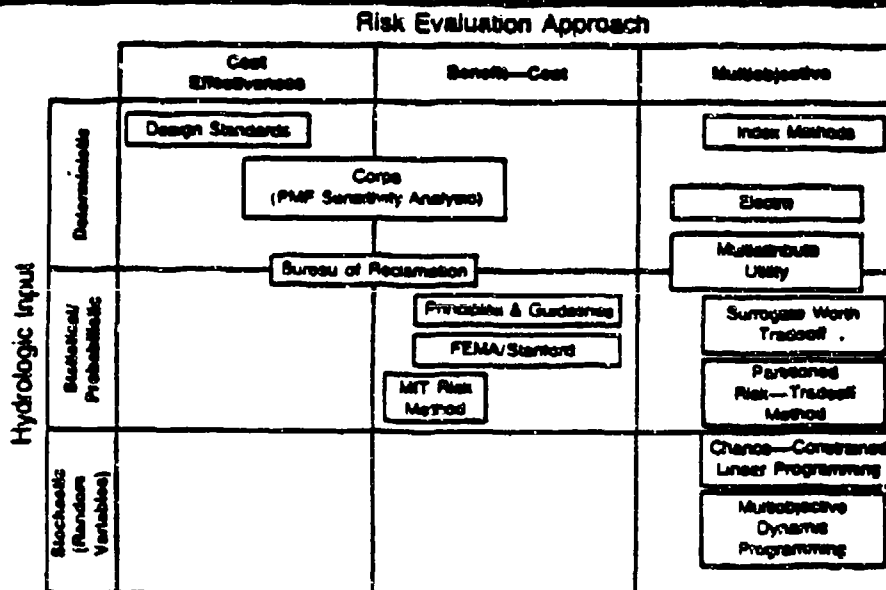 Risk Evaluation Approach
Cost
Effectiveness
Benefit—Cost
Multiobjective
Hydrologic Input
Deterministic
Design Standards
Index Methods
Corps
(PMF Sensitivity Analysis)
Electre
Multiattribute
Utility
Bureau of Reclamation
Statistical/
Probabilistic
Principles & Guidelines
Surrogate Worth
Tradeoff
FEMA/Stanford
MIT Risk
Method
Partitioned
Risk—Tradeoff
Method
Stochastic
(Random
Variables)
Chance—Constrained
Linear Programming
Multiobjective
Dynamic
Programming